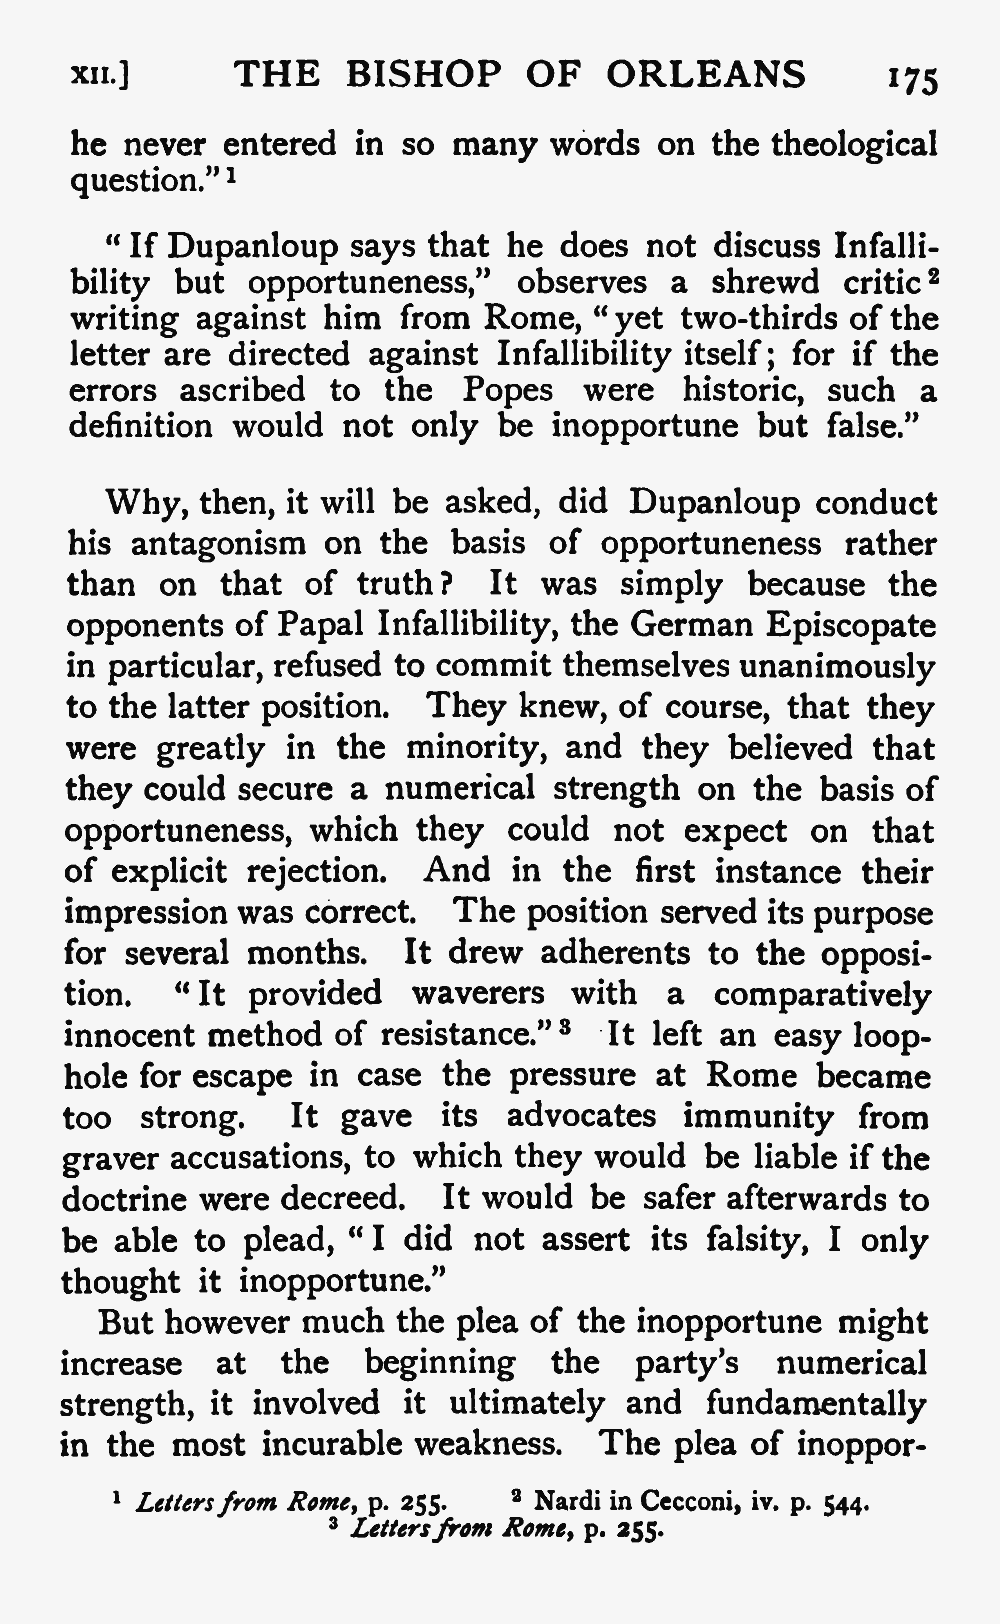 XII.] THE BISHOP OF ORLEANS 175
he never entered in so many words on the theological
question." ¹
" If Dupanloup says that he does not discuss Infalli-
bility but opportuneness," observes a shrewd critic ²
writing against him from Rome, " yet two-thirds of the
letter are directed against Infallibility itself ; for if the
errors ascribed to the Popes were historic, such a
definition would not only be inopportune but false."
Why, then, it will be asked, did Dupanloup conduct
his antagonism on the basis of opportuneness rather
than on that of truth ? It was simply because the
opponents of Papal Infallibility, the German Episcopate
in particular, refused to commit themselves unanimously
to the latter position. They knew, of course, that they
were greatly in the minority, and they believed that
they could secure a numerical strength on the basis of
opportuneness, which they could not expect on that
of explicit rejection. And in the first instance their
impression was correct. The position served its purpose
for several months. It drew adherents to the opposi-
tion. " It provided waverers with a comparatively
innocent method of resistance." ³ It left an easy loop-
hole for escape in case the pressure at Rome became
too strong. It gave its advocates immunity from
graver accusations, to which they would be liable if the
doctrine were decreed. It would be safer afterwards to
be able to plead, " I did not assert its falsity, I only
thought it inopportune."
But however much the plea of the inopportune might
increase at the beginning the party's numerical
strength, it involved it ultimately and fundamentally
in the most incurable weakness. The plea of inoppor-
¹ Letters from Rome, p. 255. ² Nardi in Cecconi, iv. p. 544.
³ Letters from Rome, p. 255.